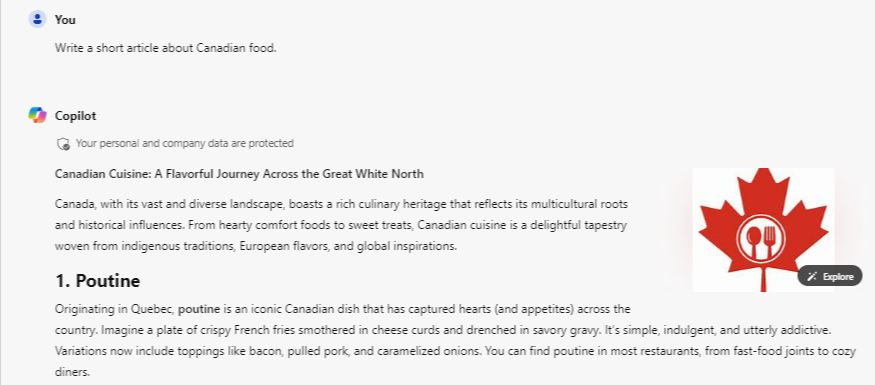 You
Write a short article about Canadian food.
Copilot
Your personal and company data are protected
Canadian Cuisine: A Flavorful Journey Across the Great White North
Canada, with its vast and diverse landscape, boasts a rich culinary heritage that reflects its multicultural roots
and historical influences. From hearty comfort foods to sweet treats, Canadian cuisine is a delightful tapestry
woven from indigenous traditions, European flavors, and global inspirations.
Explore
1. Poutine
Originating in Quebec, poutine is an iconic Canadian dish that has captured hearts (and appetites) across the
country. Imagine a plate of crispy French fries smothered in cheese curds and drenched in savory gravy. It's simple, indulgent, and utterly addictive.
Variations now include toppings like bacon, pulled pork, and caramelized onions. You can find poutine in most restaurants, from fast-food joints to cozy
diners.